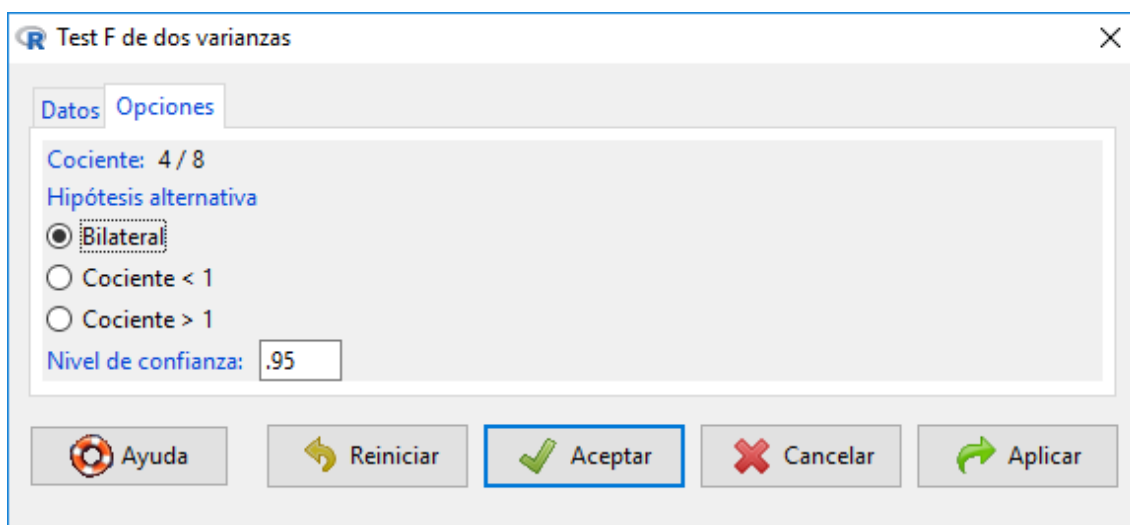 Test F de dos varianzas
Datos Opciones
Cociente: 4 / 8
Hipótesis alternativa
Bilateral
Cociente < 1
Cociente > 1
Nivel de confianza: .95
Ayuda Reiniciar Aceptar Cancelar Aplicar